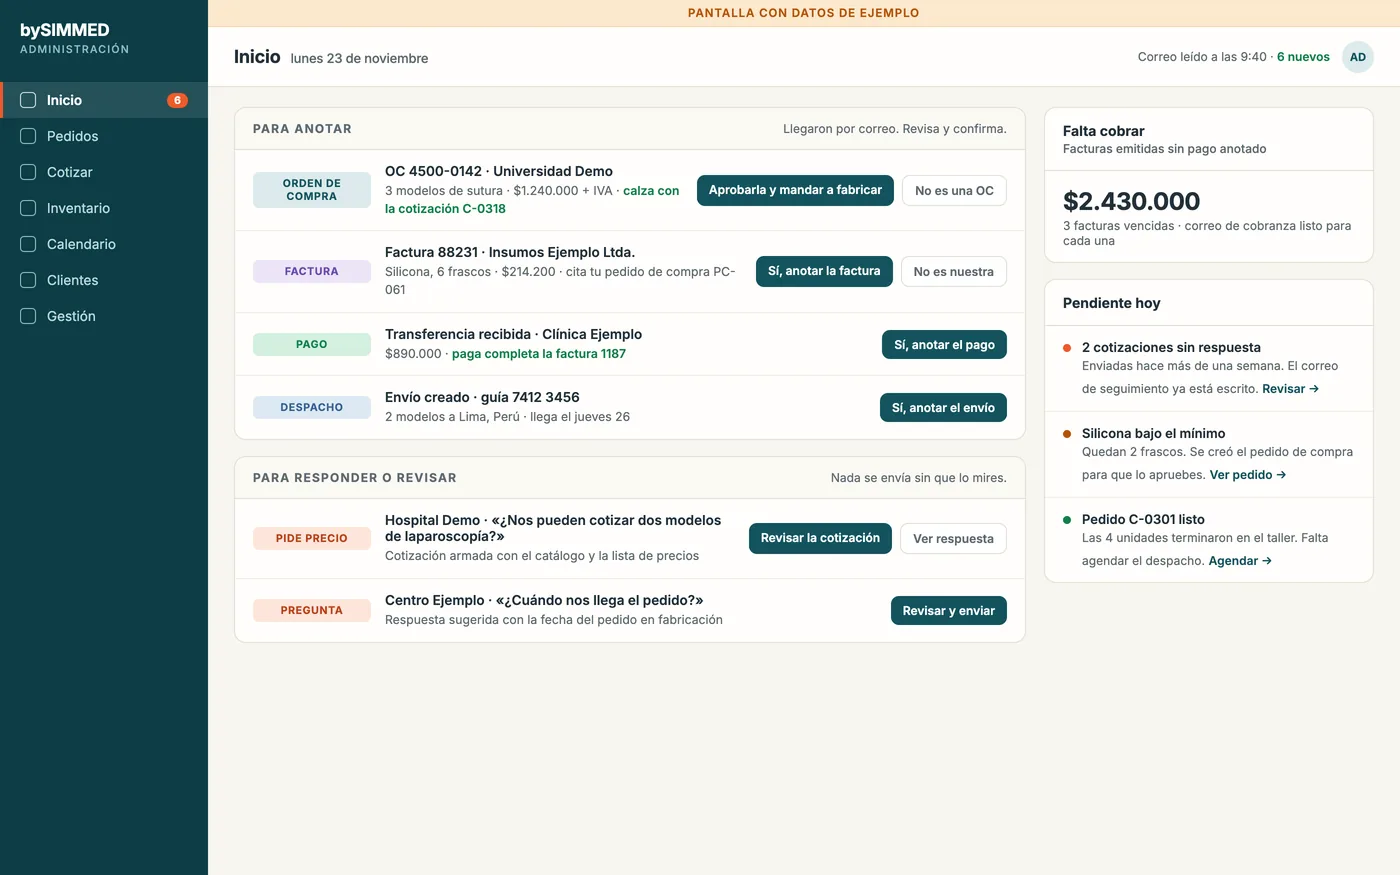 PANTALLA CON DATOS DE EJEMPLO
bySIMMED
ADMINISTRACIÓN
Inicio 6
Pedidos
Cotizar
Inventario
Calendario
Clientes
Gestión
Inicio lunes 23 de noviembre
Correo leído a las 9:40 · 6 nuevos AD
PARA ANOTAR
Llegaron por correo. Revisa y confirma.
ORDEN DE
COMPRA
OC 4500-0142 · Universidad Demo
3 modelos de sutura · $1.240.000 + IVA · calza con
la cotización C-0318
Aprobarla y mandar a fabricar
No es una OC
FACTURA
Factura 88231 · Insumos Ejemplo Ltda.
Silicona, 6 frascos · $214.200 · cita tu pedido de compra PC-
061
Sí, anotar la factura
No es nuestra
PAGO
Transferencia recibida · Clínica Ejemplo
$890.000 · paga completa la factura 1187
Sí, anotar el pago
DESPACHO
Envío creado · guía 7412 3456
2 modelos a Lima, Perú · llega el jueves 26
Sí, anotar el envío
PARA RESPONDER O REVISAR
Nada se envía sin que lo mires.
PIDE PRECIO
Hospital Demo · «¿Nos pueden cotizar dos modelos
de laparoscopía?»
Cotización armada con el catálogo y la lista de precios
Revisar la cotización
Ver respuesta
PREGUNTA
Centro Ejemplo · «¿Cuándo nos llega el pedido?»
Respuesta sugerida con la fecha del pedido en fabricación
Revisar y enviar
Falta cobrar
Facturas emitidas sin pago anotado
$2.430.000
3 facturas vencidas · correo de cobranza listo para
cada una
Pendiente hoy
2 cotizaciones sin respuesta
Enviadas hace más de una semana. El correo
de seguimiento ya está escrito. Revisar →
Silicona bajo el mínimo
Quedan 2 frascos. Se creó el pedido de compra
para que lo apruebes. Ver pedido →
Pedido C-0301 listo
Las 4 unidades terminaron en el taller. Falta
agendar el despacho. Agendar →